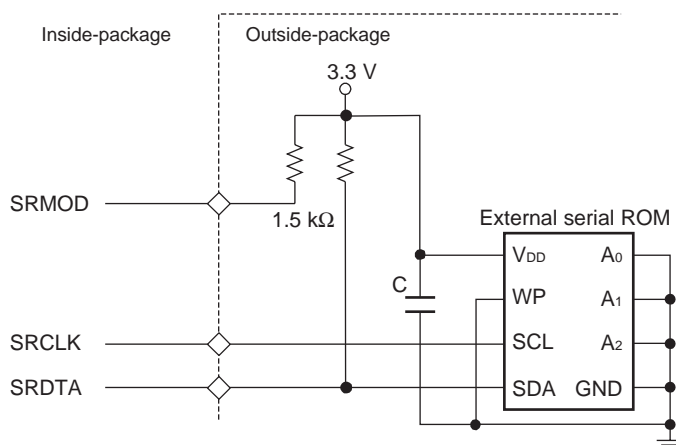 Inside-package
Outside-package
3.3 V
SRMOD
1.5 kΩ
External serial ROM
VDD A0
C
WP A1
SRCLK
SCL A2
SRDTA
SDA GND